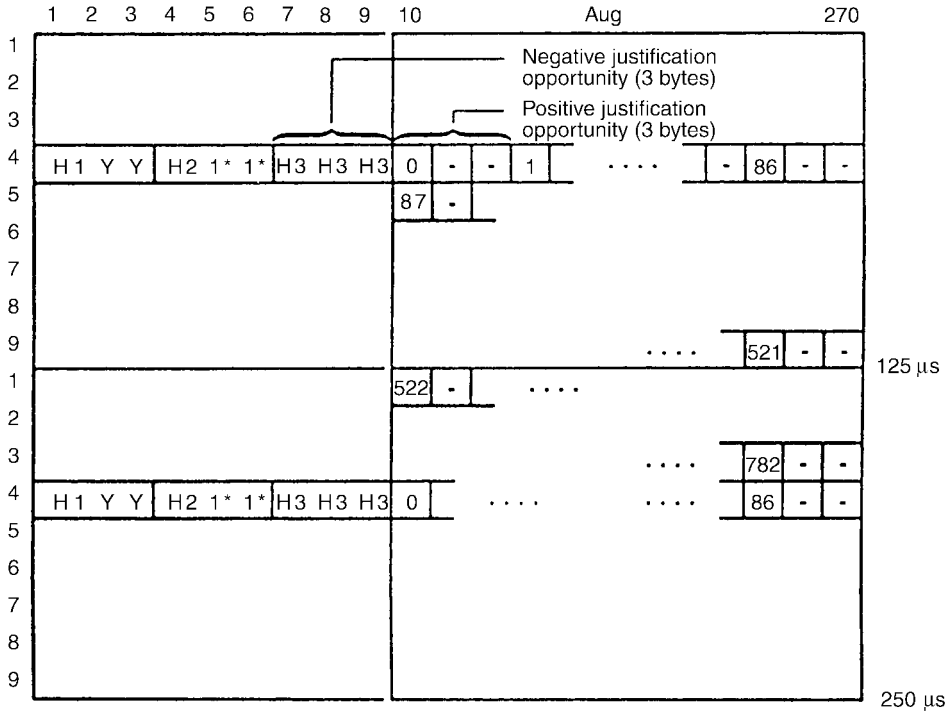 1 2 3 4 5 6 7 8 9 10 Aug 270
1
Negative justification
opportunity (3 bytes)
2
Positive justification
opportunity (3 bytes)
3
4 H1 Y Y H2 1* 1* H3 H3 H3 0 - - 1 .... - 86 - -
5 87 -
6
7
8
9 .... 521 - -
125 µs
1 522 - ....
2
3 .... 782 - -
4 H1 Y Y H2 1* 1* H3 H3 H3 0 .... .... 86 - -
5
6
7
8
9
250 µs